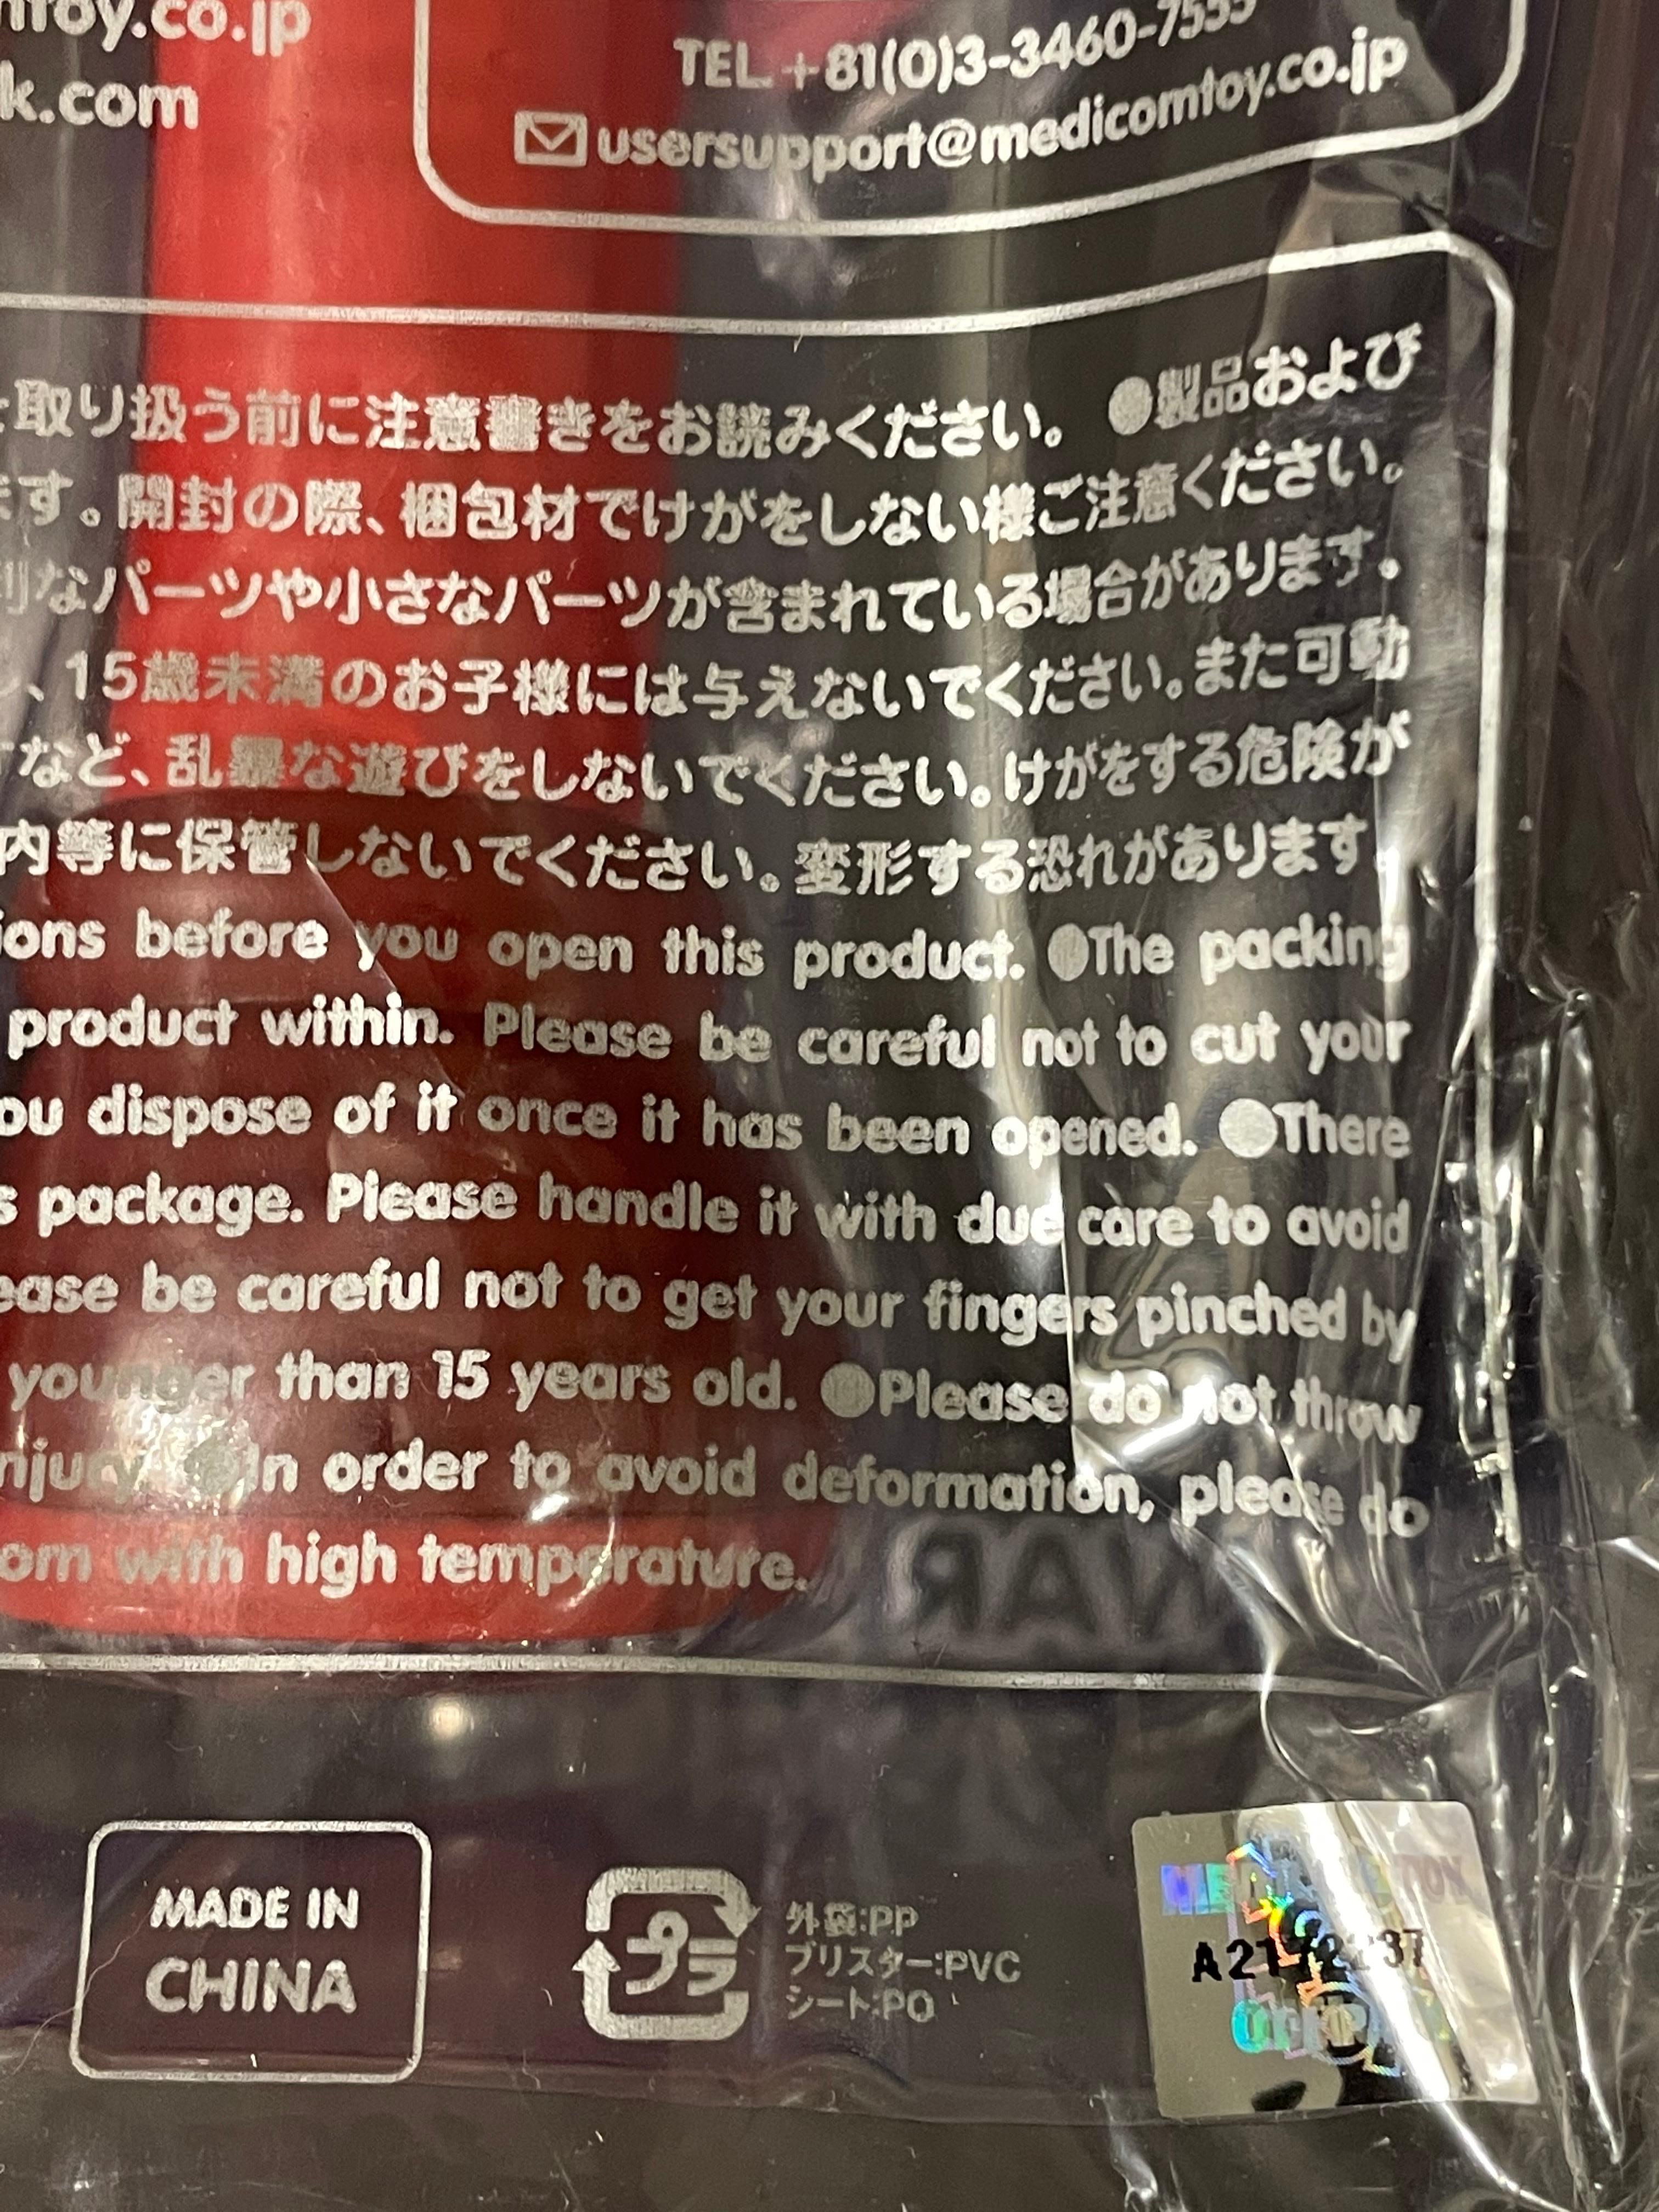 mtoy.co.jp
k.com
TEL.+81(0)3-3460-7555
usersupport@medicomtoy.co.jp
取り扱う前に注意書きをお読みください。 ●製品および
ます。開封の際、梱包材でけがをしない様ご注意ください。
利なパーツや小さなパーツが含まれている場合があります。
、15歳未満のお子様には与えないでください。また可動
など、乱暴な遊びをしないでください。けがをする危険が
内等に保管しないでください。変形する恐れがあります。
ions before you open this product. ●The packing
product within. Please be careful not to cut your
ou dispose of it once it has been opened. ●There
s package. Please handle it with due care to avoid
ease be careful not to get your fingers pinched by
younger than 15 years old. ●Please do not throw
njury. ●In order to avoid deformation, please do
om with high temperature.
MADE IN
CHINA
プラ
外袋:PP
ブリスター:PVC
シート:PO